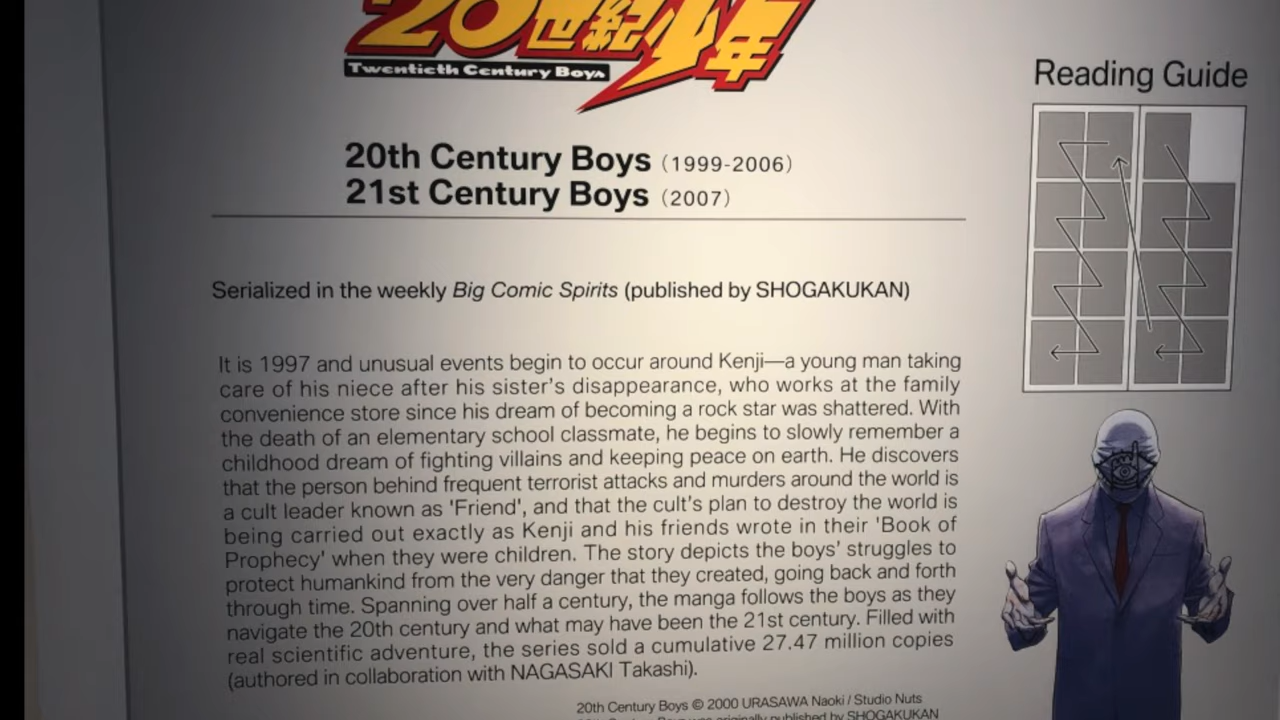 20世紀少年
Twentieth Century Boys
20th Century Boys (1999-2006)
21st Century Boys (2007)
Serialized in the weekly Big Comic Spirits (published by SHOGAKUKAN)
It is 1997 and unusual events begin to occur around Kenji—a young man taking
care of his niece after his sister's disappearance, who works at the family
convenience store since his dream of becoming a rock star was shattered. With
the death of an elementary school classmate, he begins to slowly remember a
childhood dream of fighting villains and keeping peace on earth. He discovers
that the person behind frequent terrorist attacks and murders around the world is
a cult leader known as 'Friend', and that the cult's plan to destroy the world is
being carried out exactly as Kenji and his friends wrote in their 'Book of
Prophecy' when they were children. The story depicts the boys' struggles to
protect humankind from the very danger that they created, going back and forth
through time. Spanning over half a century, the manga follows the boys as they
navigate the 20th century and what may have been the 21st century. Filled with
real scientific adventure, the series sold a cumulative 27.47 million copies
(authored in collaboration with NAGASAKI Takashi).
20th Century Boys © 2000 URASAWA Naoki / Studio Nuts
20th Century Boys was originally published by SHOGAKUKAN
Reading Guide